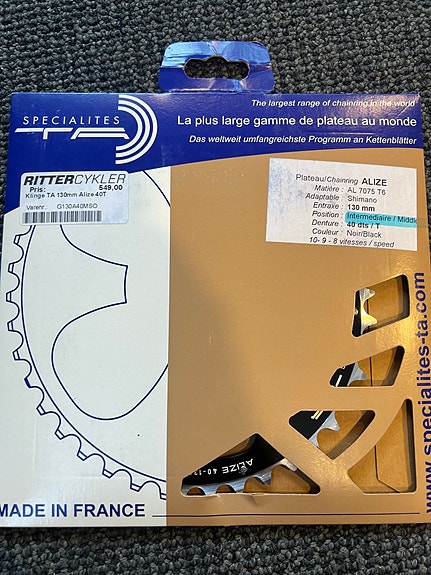 SPECIALITES
TA
The largest range of chainring in the world
La plus large gamme de plateau au monde
Das weltweit umfangreichste Programm an Kettenblätter
RITTERCYKLER
Pris: 549,00
Klinge TA 130mm Alize 40T
Varenr.: G130A40MSO
Plateau/Chainring ALIZE
Matière : AL 7075 T6
Adaptable : Shimano
Entraxe : 130 mm
Position : Intermediaire / Middl
Denture : 40 dts / T
Couleur : Noir/Black
10- 9 - 8 vitesses / speed
ALIZE 40-13
MADE IN FRANCE
www.specialites-ta.com